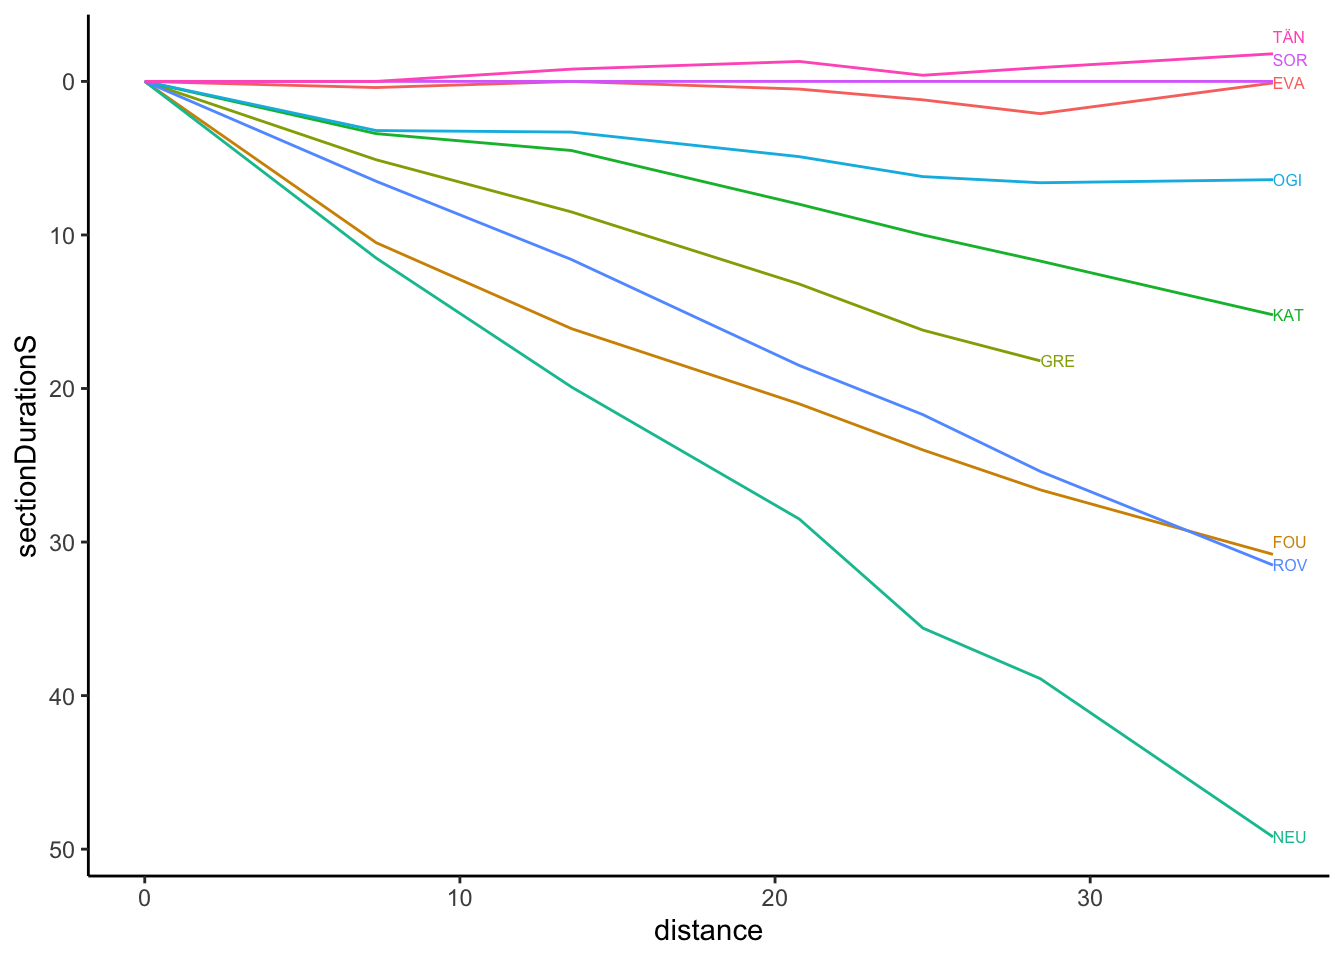 TÄN
SOR
0
EVA
OGI
10
KAT
GRE
20
sectionDurationS
30
FOU
ROV
40
NEU
50
0 10 20 30
distance